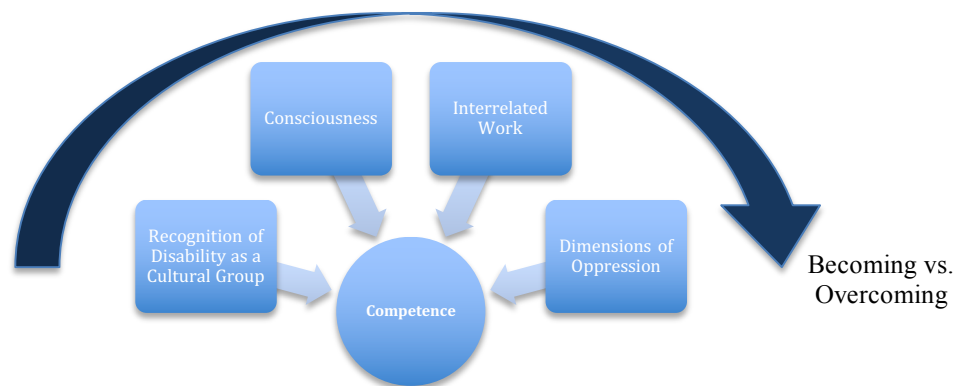 Consciousness
Interrelated
Work
Recognition of
Disability as a
Cultural Group
Dimensions of
Oppression
Competence
Becoming vs.
Overcoming